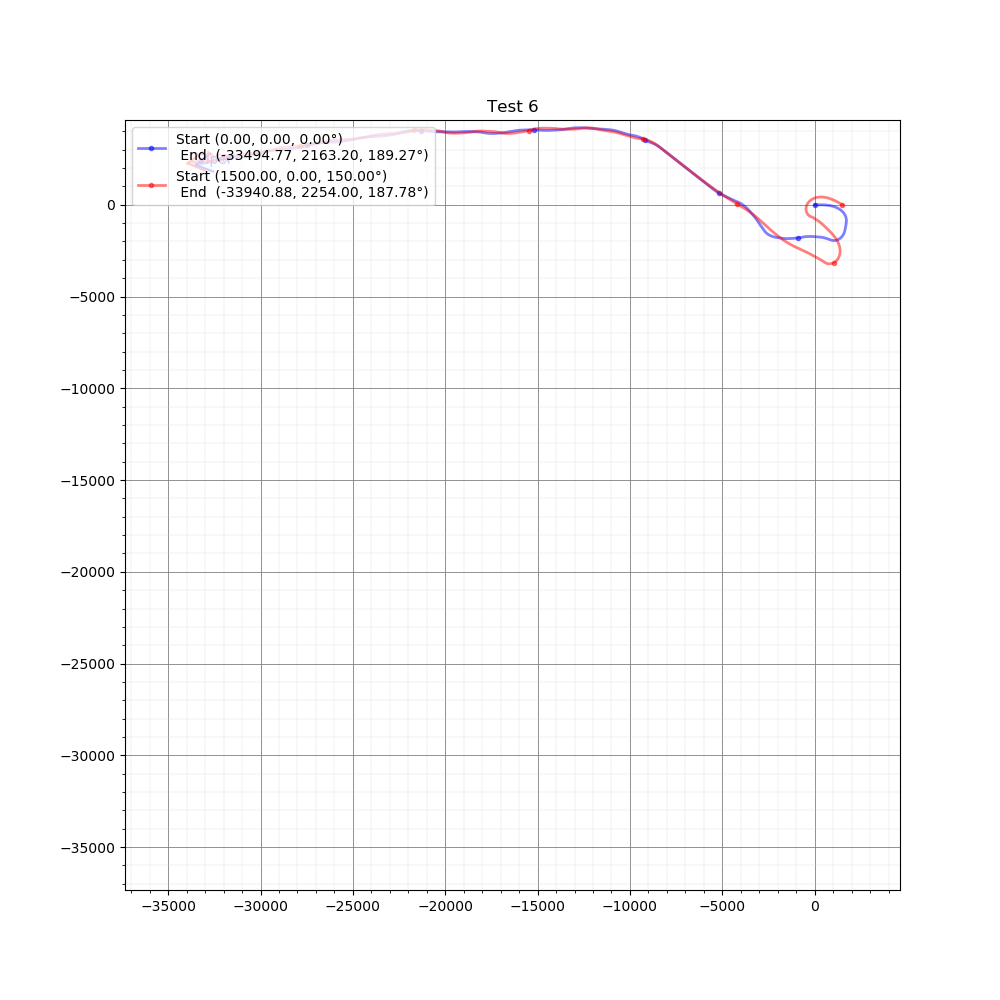 Test 6
Start (0.00, 0.00, 0.00°)
End (-33494.77, 2163.20, 189.27°)
Start (1500.00, 0.00, 150.00°)
End (-33940.88, 2254.00, 187.78°)
0
−5000
−10000
−15000
−20000
−25000
−30000
−35000
−35000 −30000 −25000 −20000 −15000 −10000 −5000 0